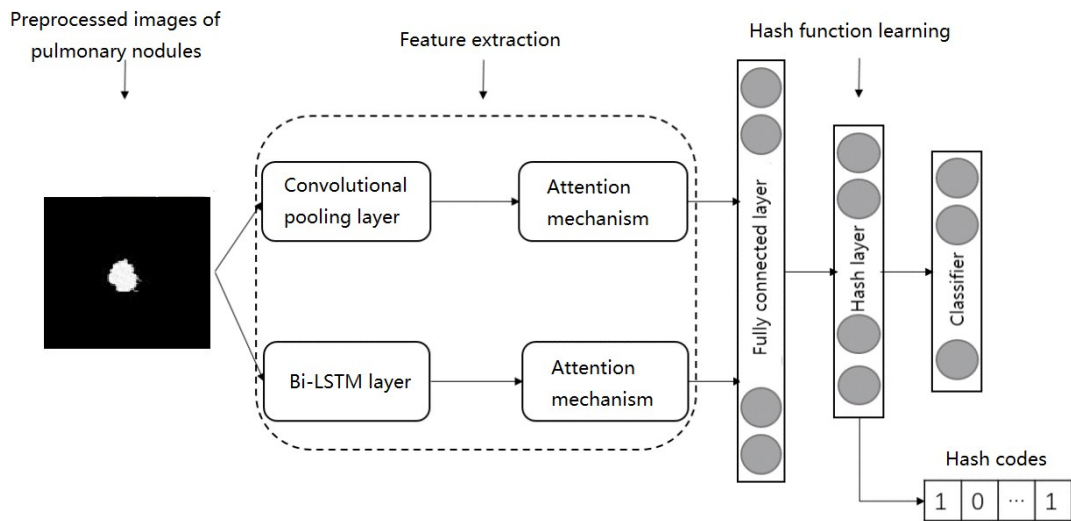 Preprocessed images of
pulmonary nodules
Feature extraction
Hash function learning
Convolutional
pooling layer
Attention
mechanism
Bi-LSTM layer
Attention
mechanism
Fully connected layer
Hash layer
Classifier
Hash codes
1 0 ... 1